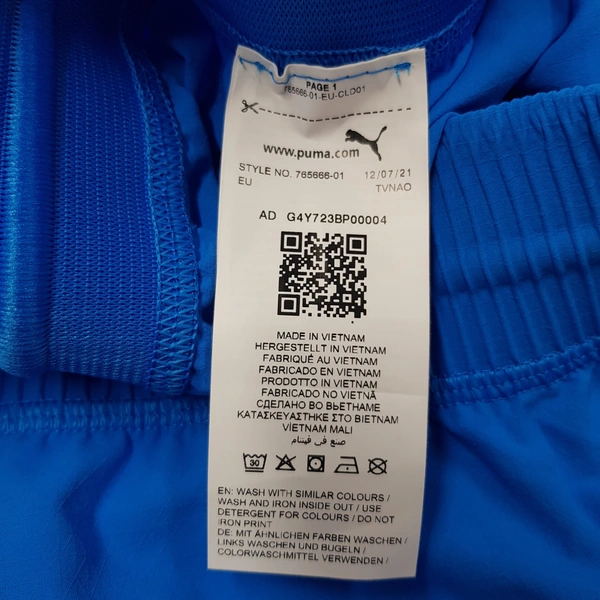 PAGE 1
765666-01-EU-CLD01
www.puma.com
STYLE NO. 765666-01 12/07/21
EU TVNAO
AD G4Y723BP00004
MADE IN VIETNAM
HERGESTELLT IN VIETNAM
FABRIQUÉ AU VIETNAM
FABRICADO EN VIETNAM
PRODOTTO IN VIETNAM
FABRICADO NO VIETNÃ
СДЕЛАНО ВО ВЬЕТНАМЕ
ΚΑΤΑΣΚΕΥΑΣΤΗΚΕ ΣΤΟ ΒΙΕΤΝΑΜ
VİETNAM MALI
صنع في فيتنام
30
EN: WASH WITH SIMILAR COLOURS /
WASH AND IRON INSIDE OUT / USE
DETERGENT FOR COLOURS / DO NOT
IRON PRINT
DE: MIT ÄHNLICHEN FARBEN WASCHEN /
LINKS WASCHEN UND BÜGELN /
COLORWASCHMITTEL VERWENDEN /